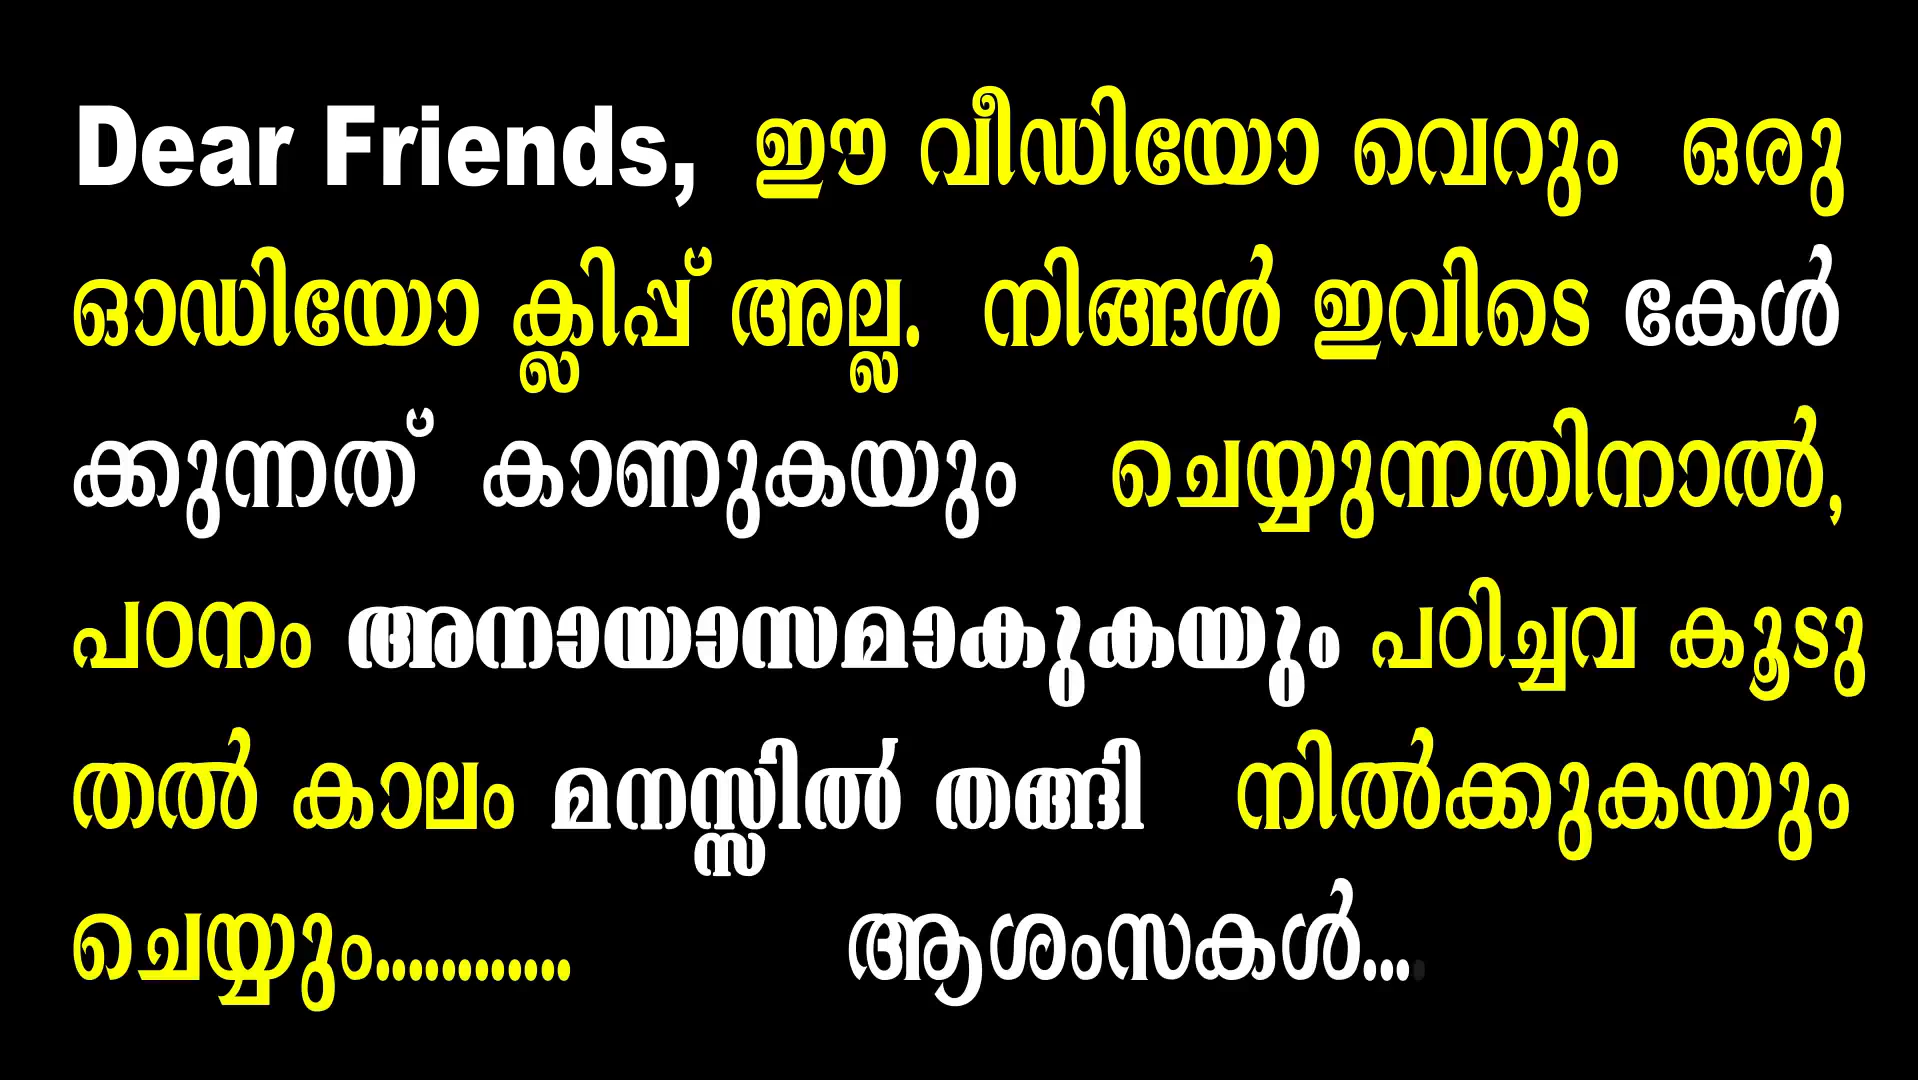 Dear Friends, ഈ വീഡിയോ വെറും ഒരു
ഓഡിയോ ക്ലിപ്പ് അല്ല. നിങ്ങൾ ഇവിടെ കേൾ
ക്കുന്നത് കാണുകയും ചെയ്യുന്നതിനാൽ,
പഠനം അനായാസമാകുകയും പഠിച്ചവ കൂടു
തൽ കാലം മനസ്സിൽ തങ്ങി നിൽക്കുകയും
ചെയ്യും............ ആശംസകൾ...